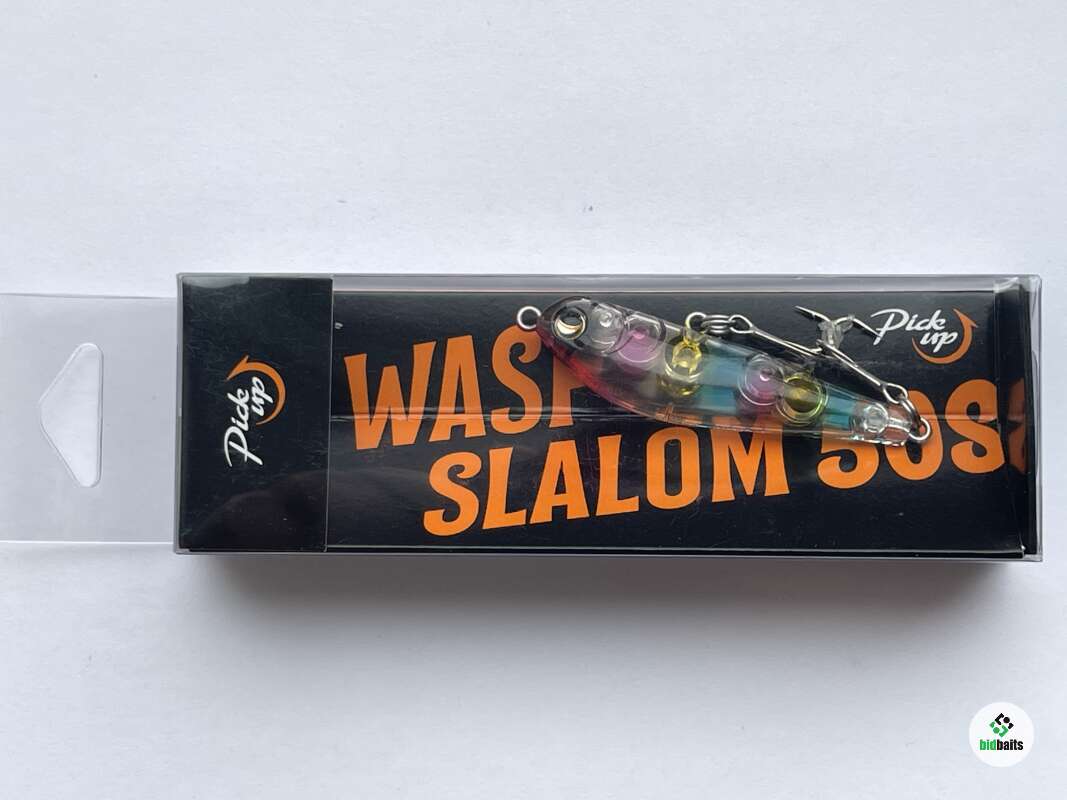 Pick
up
WASP
SLALOM 50S
Pick
up
bidbaits